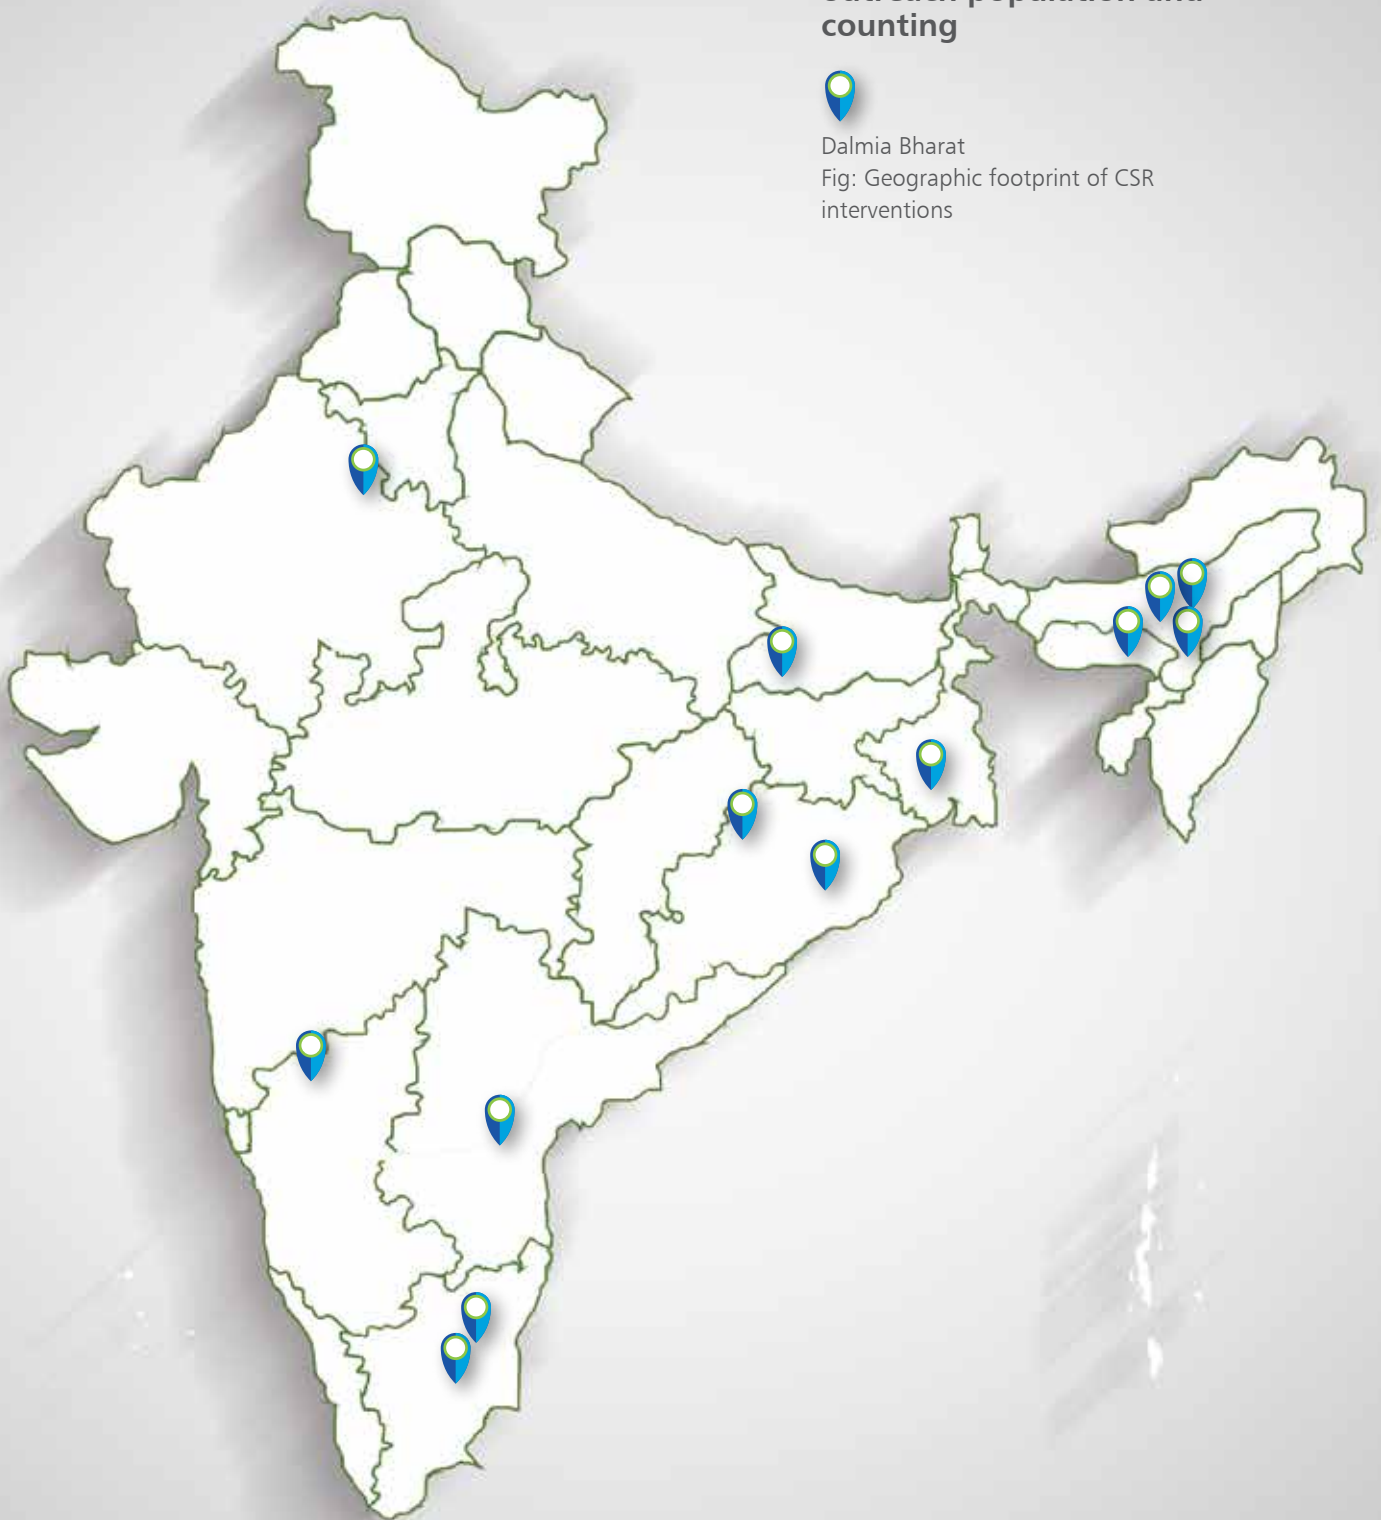 counting
Dalmia Bharat
Fig: Geographic footprint of CSR
interventions